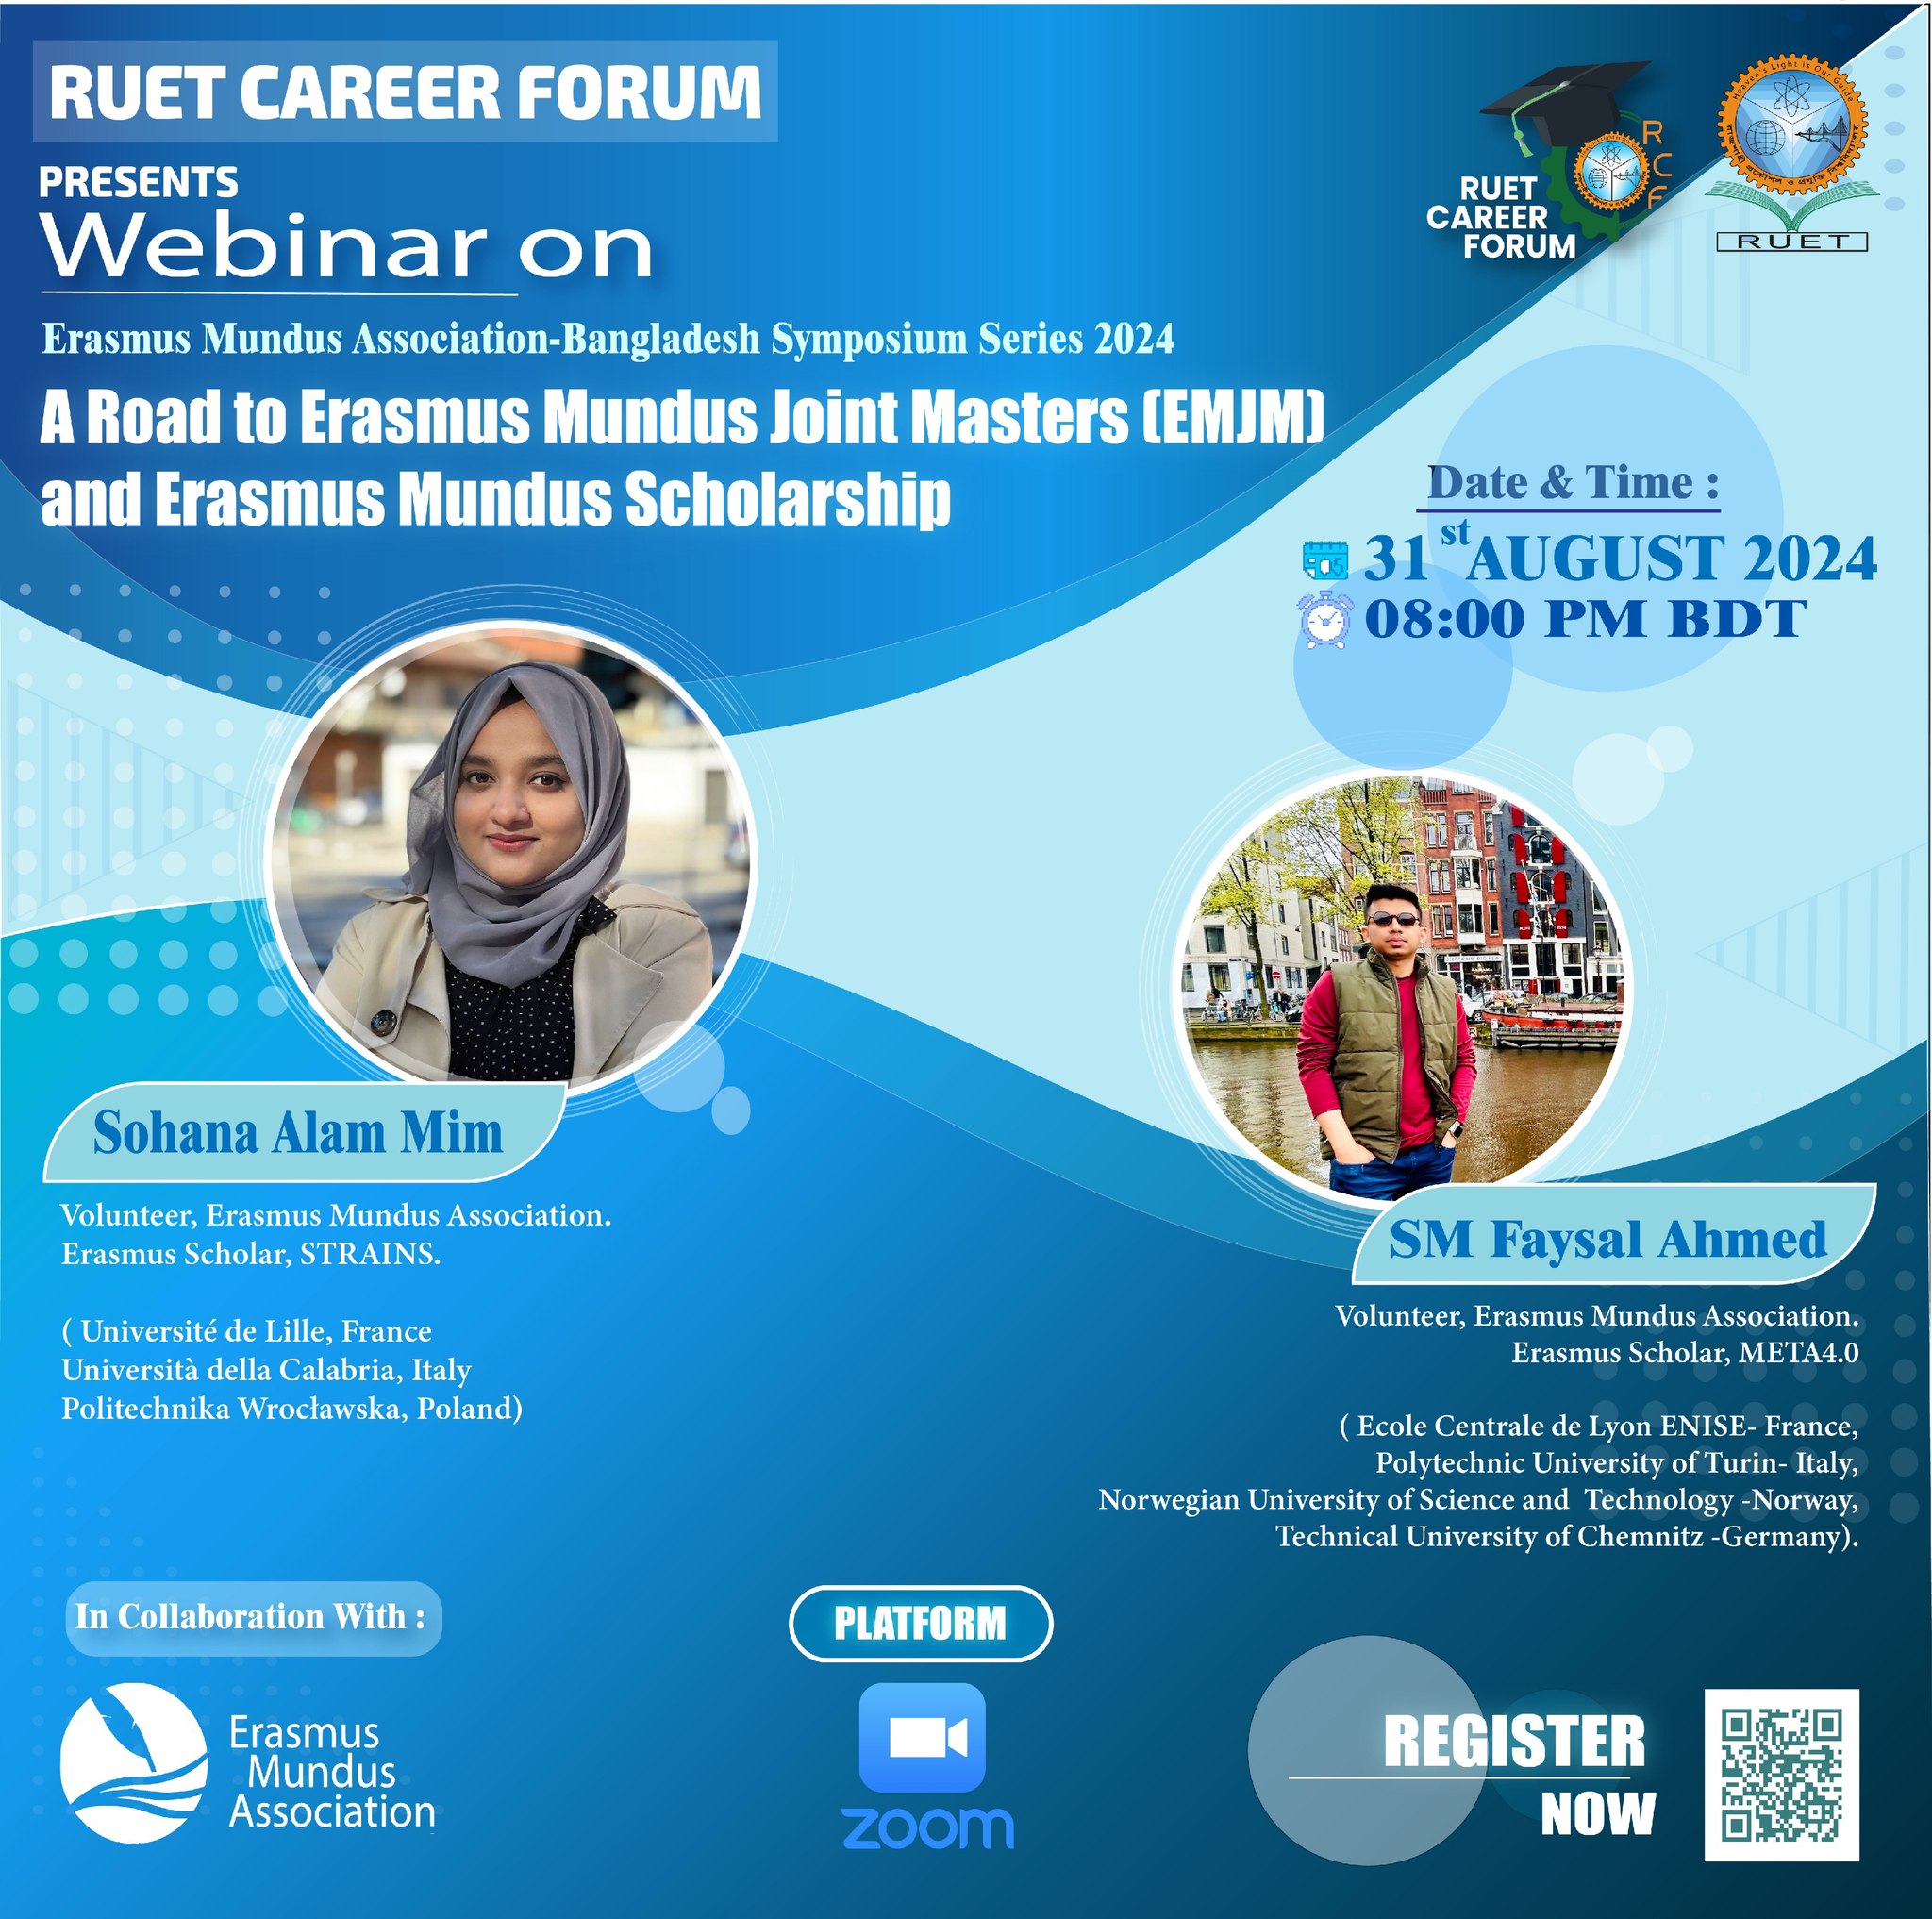 RUET CAREER FORUM
PRESENTS
Webinar on
Erasmus Mundus Association-Bangladesh Symposium Series 2024
A Road to Erasmus Mundus Joint Masters (EMJM)
and Erasmus Mundus Scholarship
RUET
CAREER
FORUM
R
C
F
Heaven's Light is Our Guide
RUET
Date & Time :
31st AUGUST 2024
08:00 PM BDT
Sohana Alam Mim
Volunteer, Erasmus Mundus Association.
Erasmus Scholar, STRAINS.
( Université de Lille, France
Università della Calabria, Italy
Politechnika Wrocławska, Poland)
SM Faysal Ahmed
Volunteer, Erasmus Mundus Association.
Erasmus Scholar, META4.0
( Ecole Centrale de Lyon ENISE- France,
Polytechnic University of Turin- Italy,
Norwegian University of Science and Technology -Norway,
Technical University of Chemnitz -Germany).
In Collaboration With :
Erasmus
Mundus
Association
PLATFORM
zoom
REGISTER
NOW